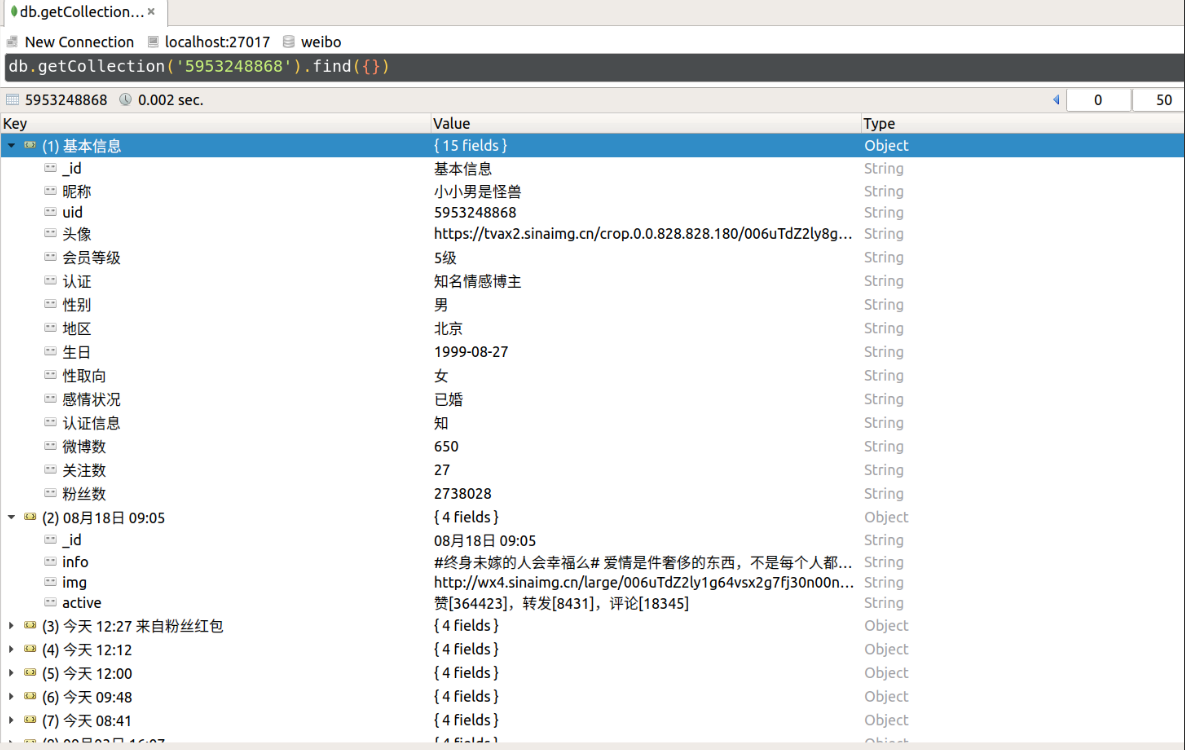 db.getCollection... ×
New Connection localhost:27017 weibo
db.getCollection('5953248868').find({})
5953248868 0.002 sec. 0 50
Key Value Type
(1) 基本信息 { 15 fields } Object
_id 基本信息 String
昵称 小小男是怪兽 String
uid 5953248868 String
头像 https://tvax2.sinaimg.cn/crop.0.0.828.828.180/006uTdZ2ly8g... String
会员等级 5级 String
认证 知名情感博主 String
性别 男 String
地区 北京 String
生日 1999-08-27 String
性取向 女 String
感情状况 已婚 String
认证信息 知 String
微博数 650 String
关注数 27 String
粉丝数 2738028 String
(2) 08月18日 09:05 { 4 fields } Object
_id 08月18日 09:05 String
info #终身未嫁的人会幸福么# 爱情是件奢侈的东西，不是每个人都... String
img http://wx4.sinaimg.cn/large/006uTdZ2ly1g64vsx2g7fj30n00n... String
active 赞[364423]，转发[8431]，评论[18345] String
(3) 今天 12:27 来自粉丝红包 { 4 fields } Object
(4) 今天 12:12 { 4 fields } Object
(5) 今天 12:00 { 4 fields } Object
(6) 今天 09:48 { 4 fields } Object
(7) 今天 08:41 { 4 fields } Object